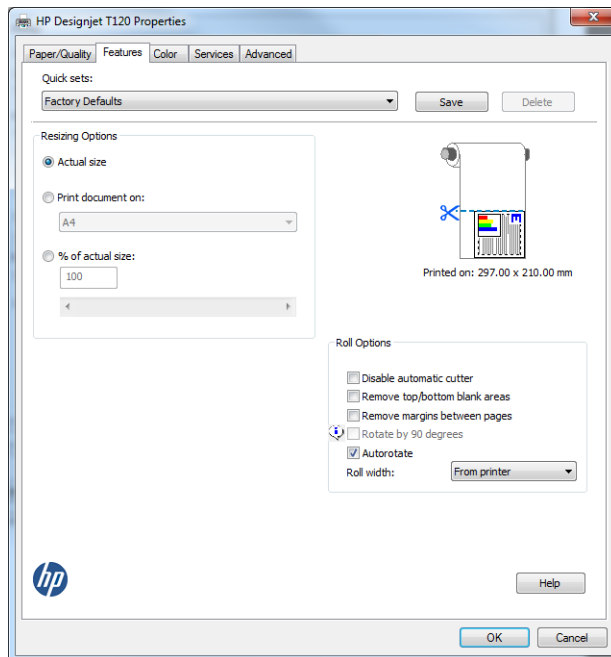 HP Designjet T120 Properties
Paper/Quality Features Color Services Advanced
Quick sets:
Factory Defaults Save Delete
Resizing Options
Actual size
Print document on:
A4
% of actual size:
100
Printed on: 297.00 x 210.00 mm
Roll Options
Disable automatic cutter
Remove top/bottom blank areas
Remove margins between pages
Rotate by 90 degrees
Autorotate
Roll width: From printer
hp
Help
OK Cancel